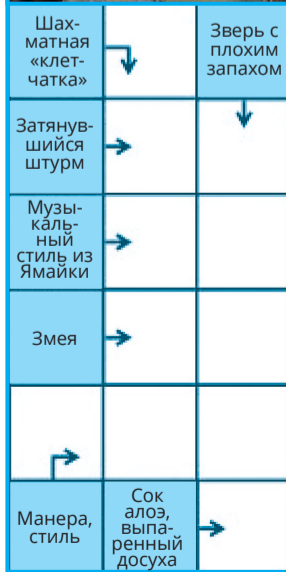 Шах-
матная
«клет-
чатка»
Зверь с
плохим
запахом
Затянув-
шийся
штурм
Музы-
каль-
ный
стиль из
Ямайки
Змея
Манера,
стиль
Сок
алоэ,
выпа-
ренный
досуха